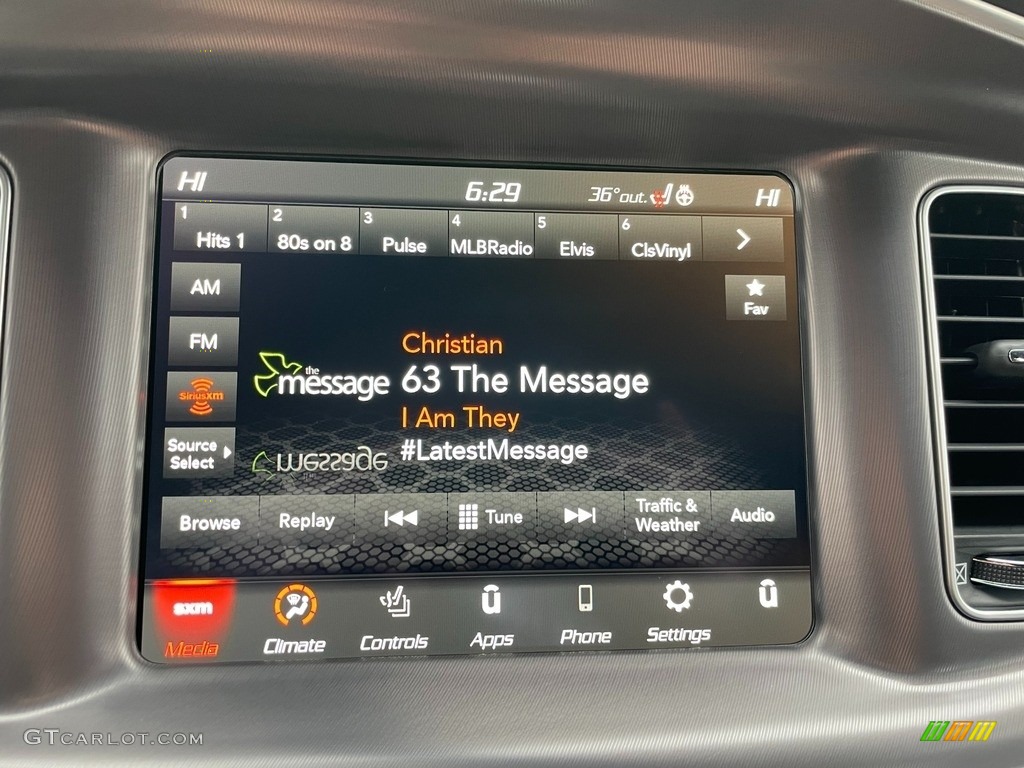 HI 6:29 36° out. HI
1 2 3 4 5 6
Hits 1 80s on 8 Pulse MLBRadio Elvis ClsVinyl
AM
Fav
FM
Christian
the
message
63 The Message
SiriusXM
I Am They
Source
Select
#LatestMessage
message
Browse Replay Tune Traffic &
Weather Audio
sxm
Media Climate Controls Apps Phone Settings
GTCARLOT.COM